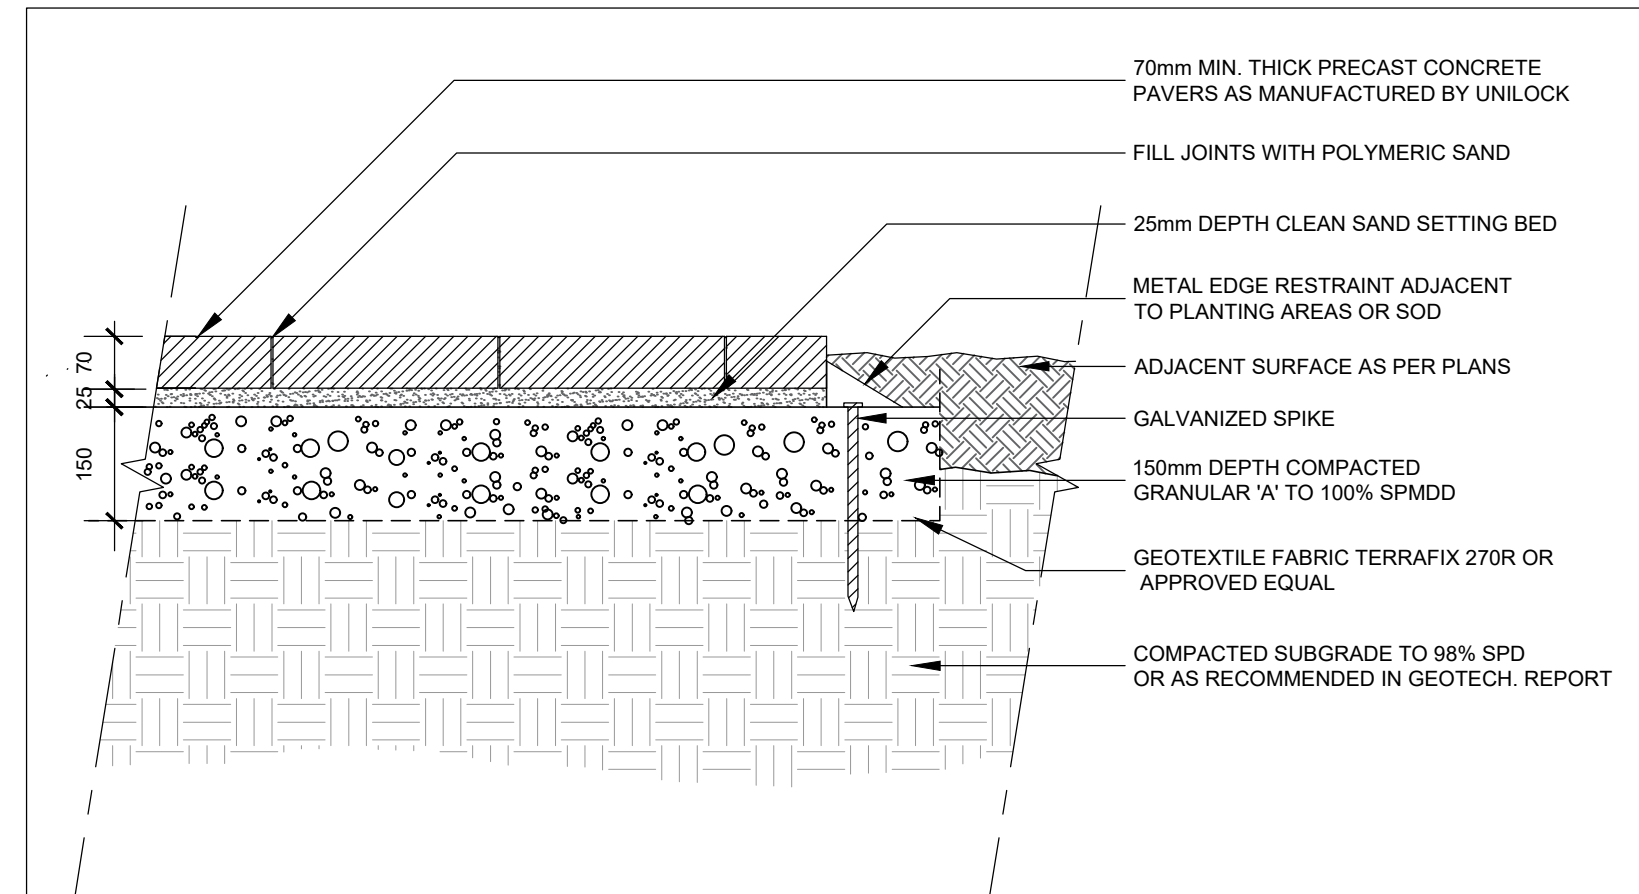 70mm MIN. THICK PRECAST CONCRETE
PAVERS AS MANUFACTURED BY UNILOCK
FILL JOINTS WITH POLYMERIC SAND
25mm DEPTH CLEAN SAND SETTING BED
METAL EDGE RESTRAINT ADJACENT
TO PLANTING AREAS OR SOD
ADJACENT SURFACE AS PER PLANS
GALVANIZED SPIKE
150mm DEPTH COMPACTED
GRANULAR 'A' TO 100% SPMDD
GEOTEXTILE FABRIC TERRAFIX 270R OR
APPROVED EQUAL
COMPACTED SUBGRADE TO 98% SPD
OR AS RECOMMENDED IN GEOTECH. REPORT
70
25
150